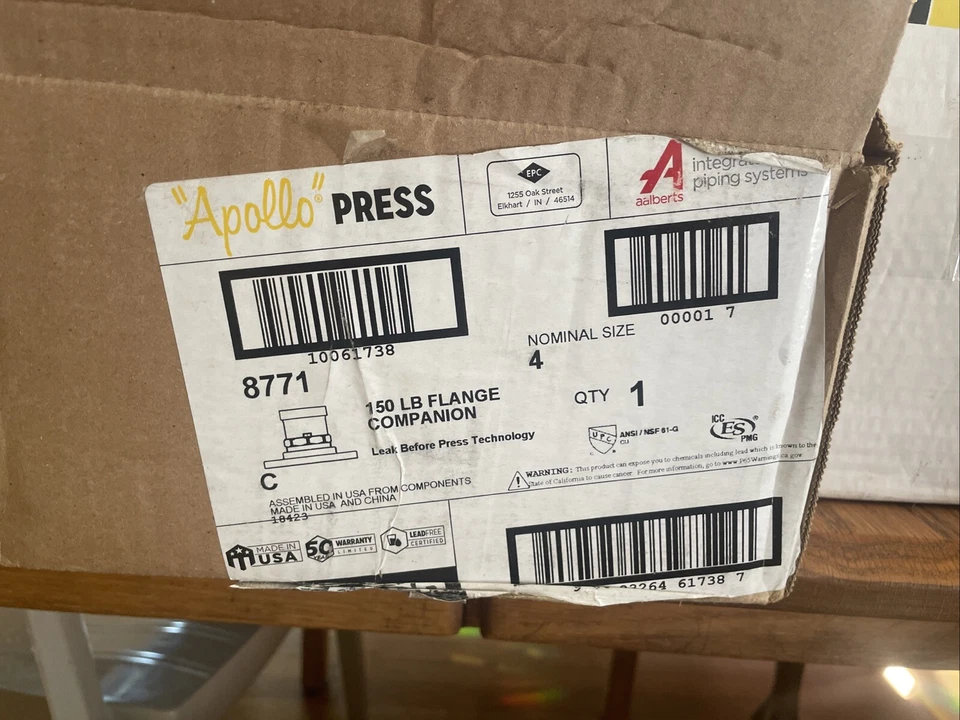 "Apollo"® PRESS
EPC
1255 Oak Street
Elkhart / IN / 46514
A
aalberts
piping systems
10061738
00001 7
8771
NOMINAL SIZE
4
150 LB FLANGE
COMPANION
QTY 1
Leak Before Press Technology
UPC ®
ANSI / NSF 61-G
CU
ICC
ES ®
PMG
C
WARNING: This product can expose you to chemicals including lead which is known to the
State of California to cause cancer. For more information, go to www.P65Warnings.ca.gov
ASSEMBLED IN USA FROM COMPONENTS
MADE IN USA AND CHINA
18423
MADE IN
USA
50
YEAR
WARRANTY
LIMITED
LEADFREE
CERTIFIED
61738 7